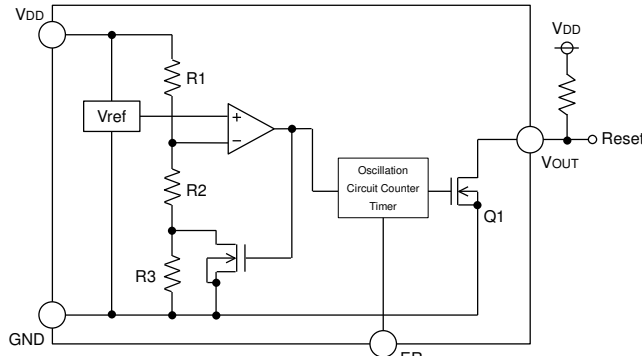 VDD
VDD
R1
Vref
+
−
Reset
VOUT
Oscillation
Circuit Counter
Timer
R2
Q1
R3
GND